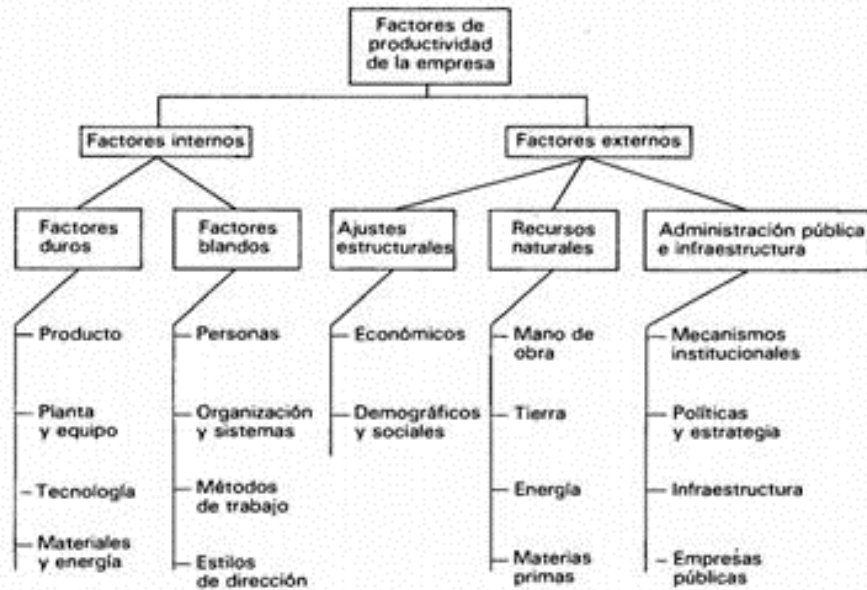 Factores de
productividad
de la empresa
Factores internos
Factores externos
Factores
duros
Factores
blandos
Ajustes
estructurales
Recursos
naturales
Administración pública
e infraestructura
Producto
Planta
y equipo
Tecnología
Materiales
y energía
Personas
Organización
y sistemas
Métodos
de trabajo
Estilos
de dirección
Económicos
Demográficos
y sociales
Mano de
obra
Tierra
Energía
Materias
primas
Mecanismos
institucionales
Políticas
y estrategia
Infraestructura
Empresas
públicas